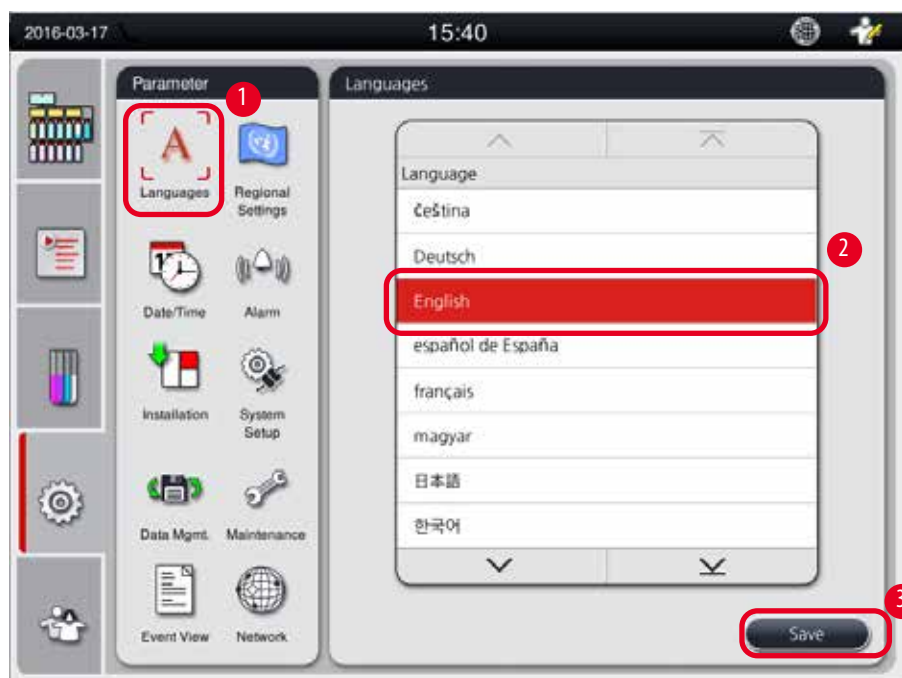 2016-03-17
15:40
Parameter
1
Languages
A
Languages
Regional
Settings
Date/Time
Alarm
Installation
System
Setup
Data Mgmt.
Maintenance
Event View
Network
Language
čeština
Deutsch
2
English
español de España
français
magyar
日本語
한국어
3
Save